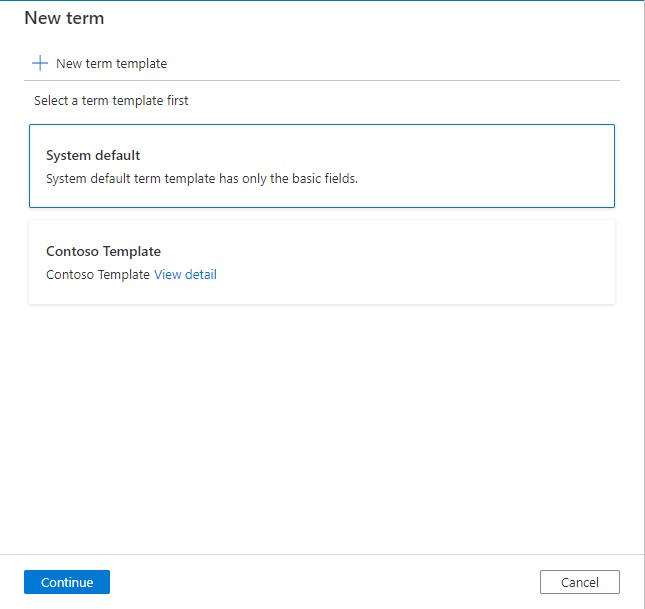 New term
New term template
Select a term template first
System default
System default term template has only the basic fields.
Contoso Template
Contoso Template View detail
Continue
Cancel